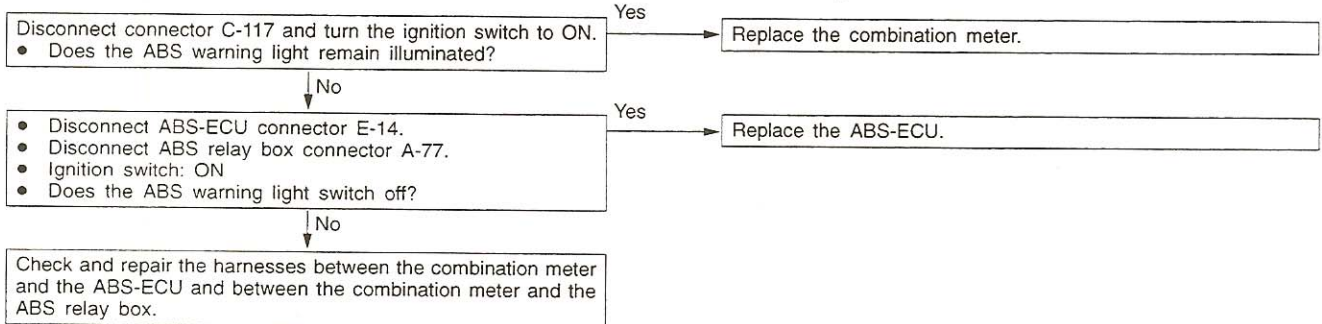 Disconnect connector C-117 and turn the ignition switch to ON.
● Does the ABS warning light remain illuminated?
Yes
Replace the combination meter.
No
● Disconnect ABS-ECU connector E-14.
● Disconnect ABS relay box connector A-77.
● Ignition switch: ON
● Does the ABS warning light switch off?
Yes
Replace the ABS-ECU.
No
Check and repair the harnesses between the combination meter
and the ABS-ECU and between the combination meter and the
ABS relay box.